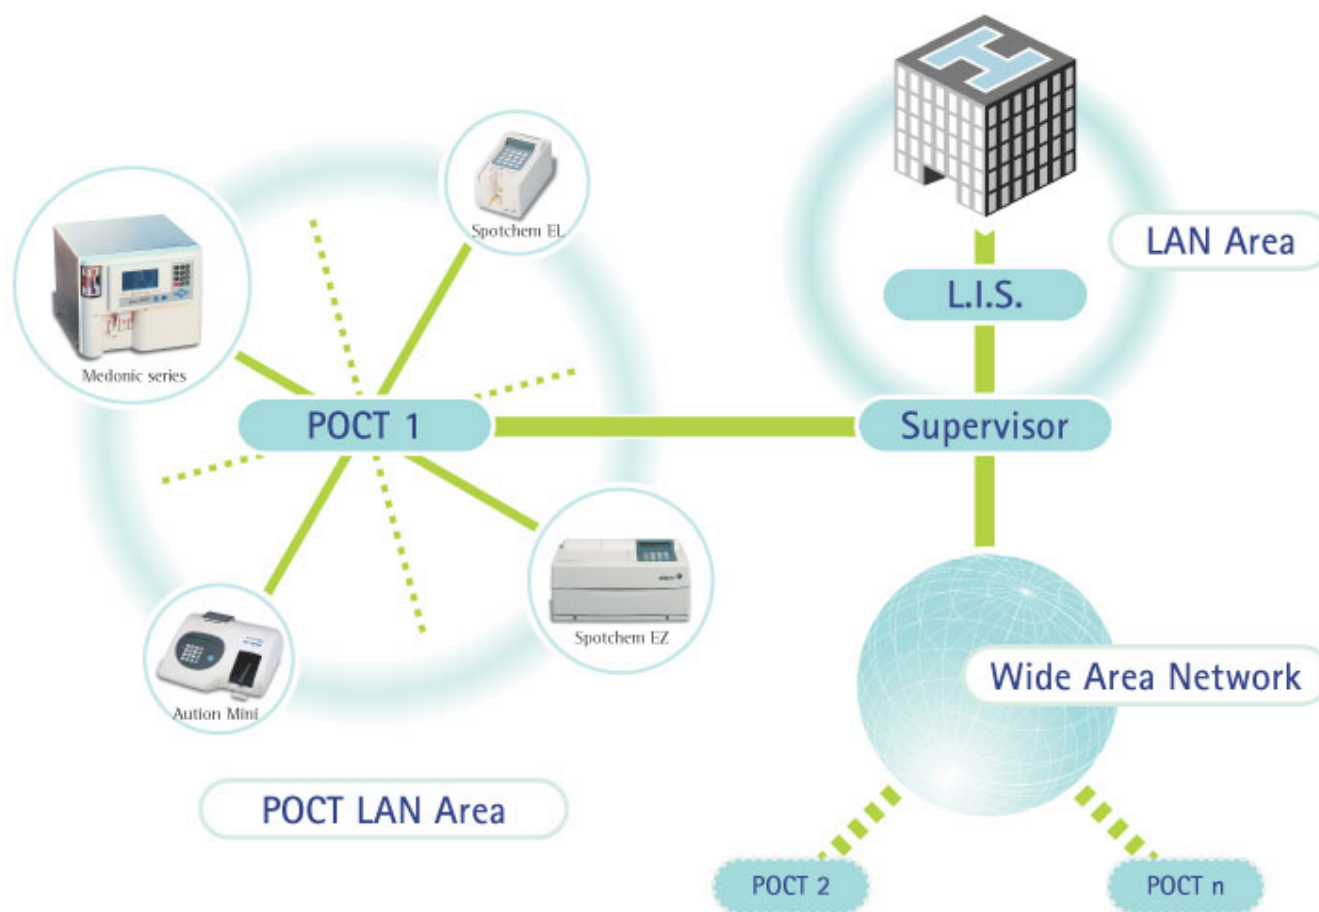 Spotchem EL
Medonic series
LAN Area
L.I.S.
POCT 1
Supervisor
Spotchem EZ
Wide Area Network
Aution Mini
POCT LAN Area
POCT 2
POCT n